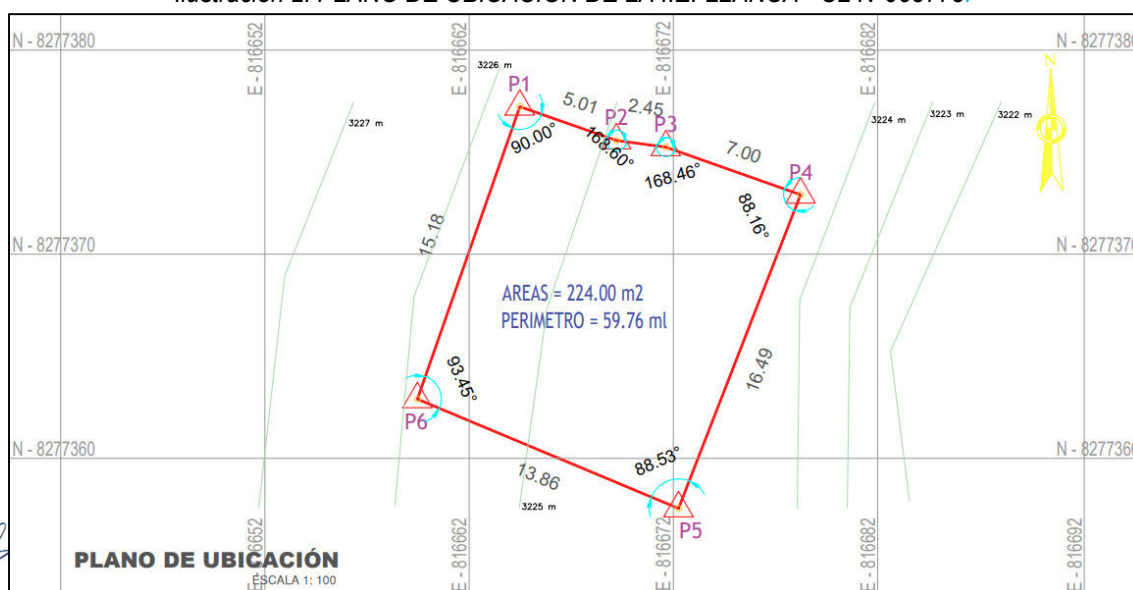 N - 8277380
N - 8277380
E - 816652
E - 816662
E - 816672
E - 816682
3226 m
P1
5.01
P2
2.45
P3
3227 m
3224 m
3223 m
3222 m
N
90.00°
168.60°
168.46°
7.00
P4
88.16°
15.18
N - 8277370
N - 8277370
AREAS = 224.00 m2
PERIMETRO = 59.76 ml
16.49
93.45°
P6
N - 8277360
N - 8277360
88.53°
13.86
3225 m
P5
E - 816652
E - 816662
E - 816672
E - 816682
E - 816692
PLANO DE UBICACIÓN
ESCALA 1: 100